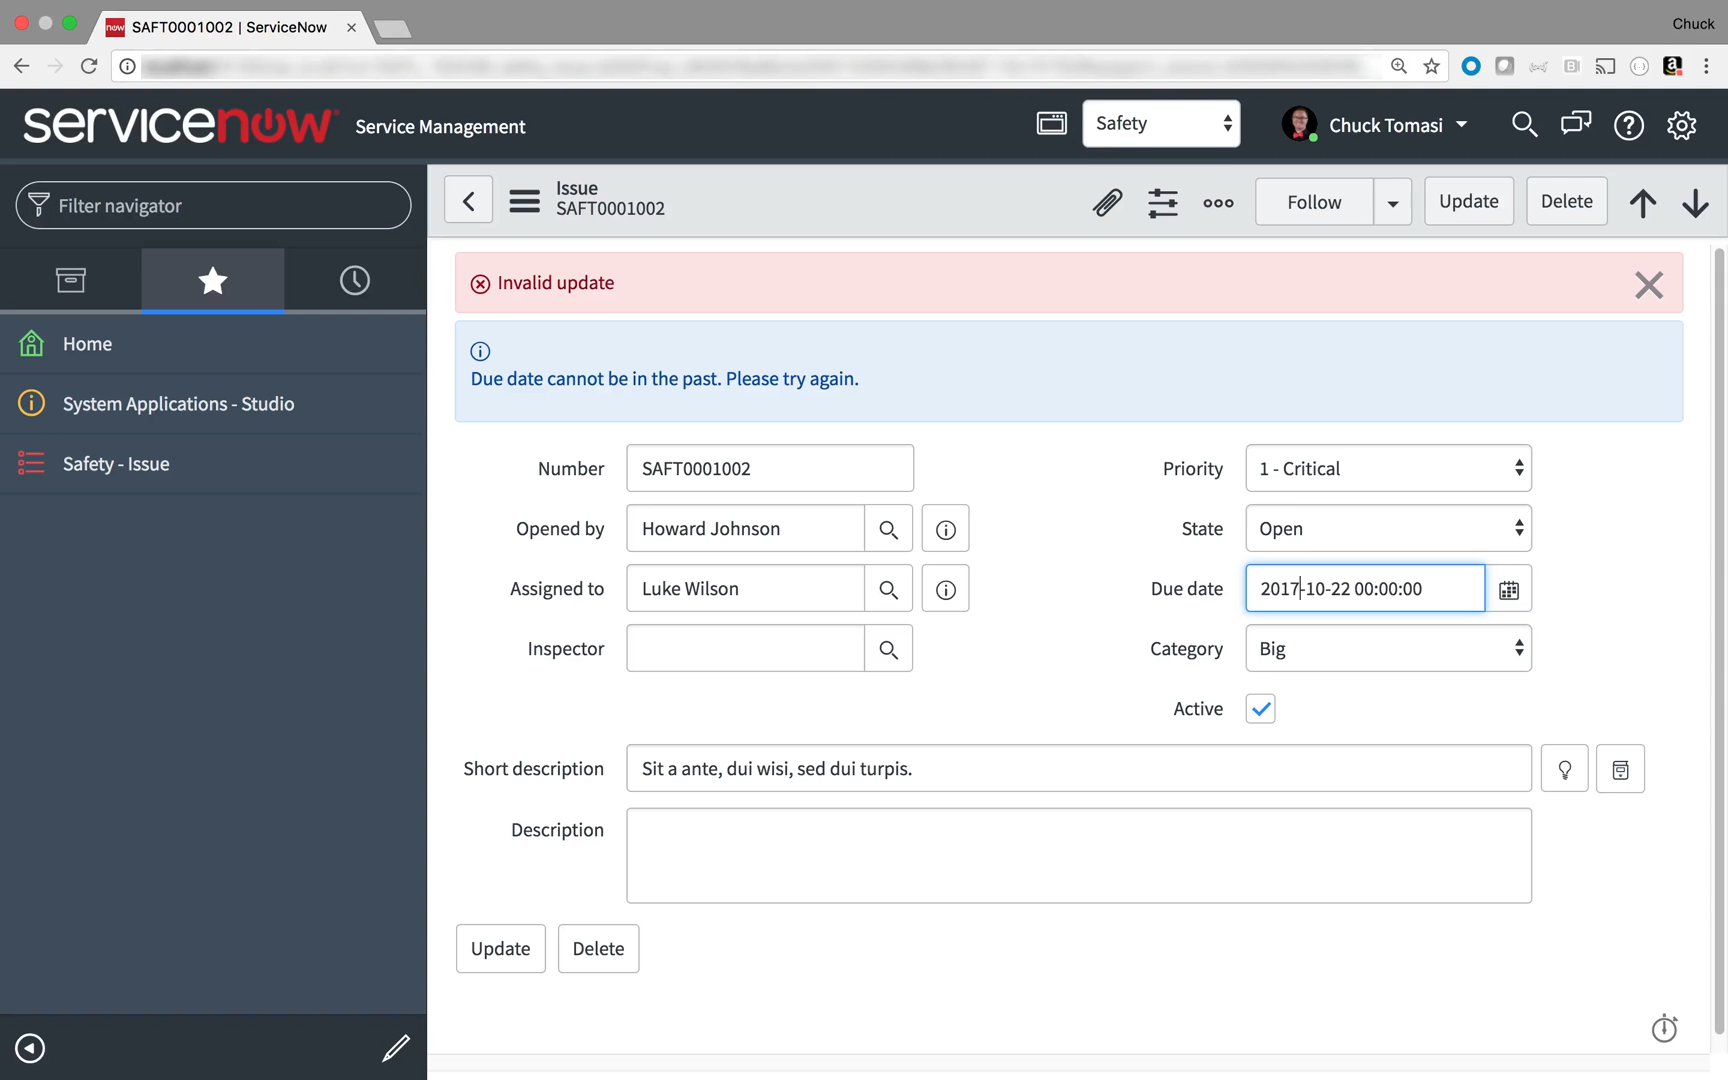 SAFT0001002 | ServiceNow
Chuck
servicenow Service Management
Safety
Chuck Tomasi
Filter navigator
Issue
SAFT0001002
Follow
Update
Delete
Home
System Applications - Studio
Safety - Issue
Invalid update
Due date cannot be in the past. Please try again.
Number SAFT0001002
Priority 1 - Critical
Opened by Howard Johnson
State Open
Assigned to Luke Wilson
Due date 2017-10-22 00:00:00
Inspector
Category Big
Active
Short description Sit a ante, dui wisi, sed dui turpis.
Description
Update
Delete